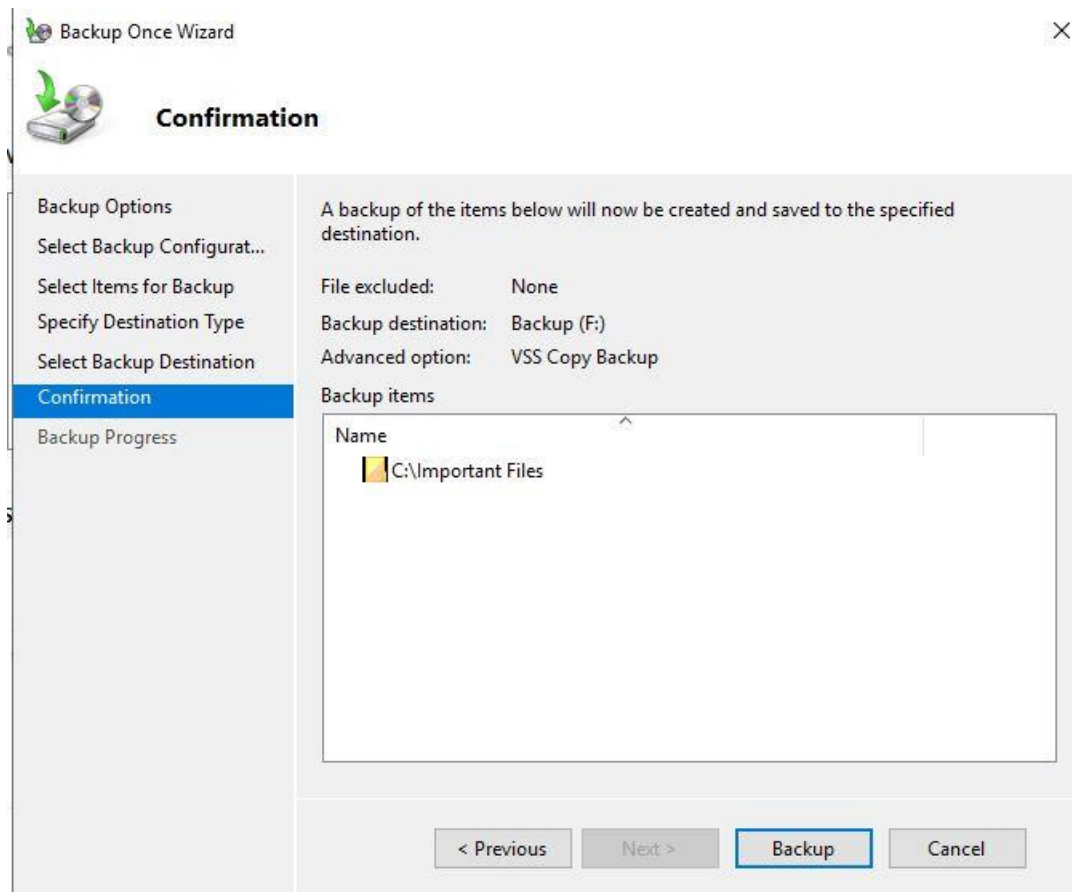 Backup Once Wizard
Confirmation
Backup Options
Select Backup Configurat...
Select Items for Backup
Specify Destination Type
Select Backup Destination
Confirmation
Backup Progress
A backup of the items below will now be created and saved to the specified
destination.
File excluded: None
Backup destination: Backup (F:)
Advanced option: VSS Copy Backup
Backup items
Name
C:\Important Files
< Previous Next > Backup Cancel